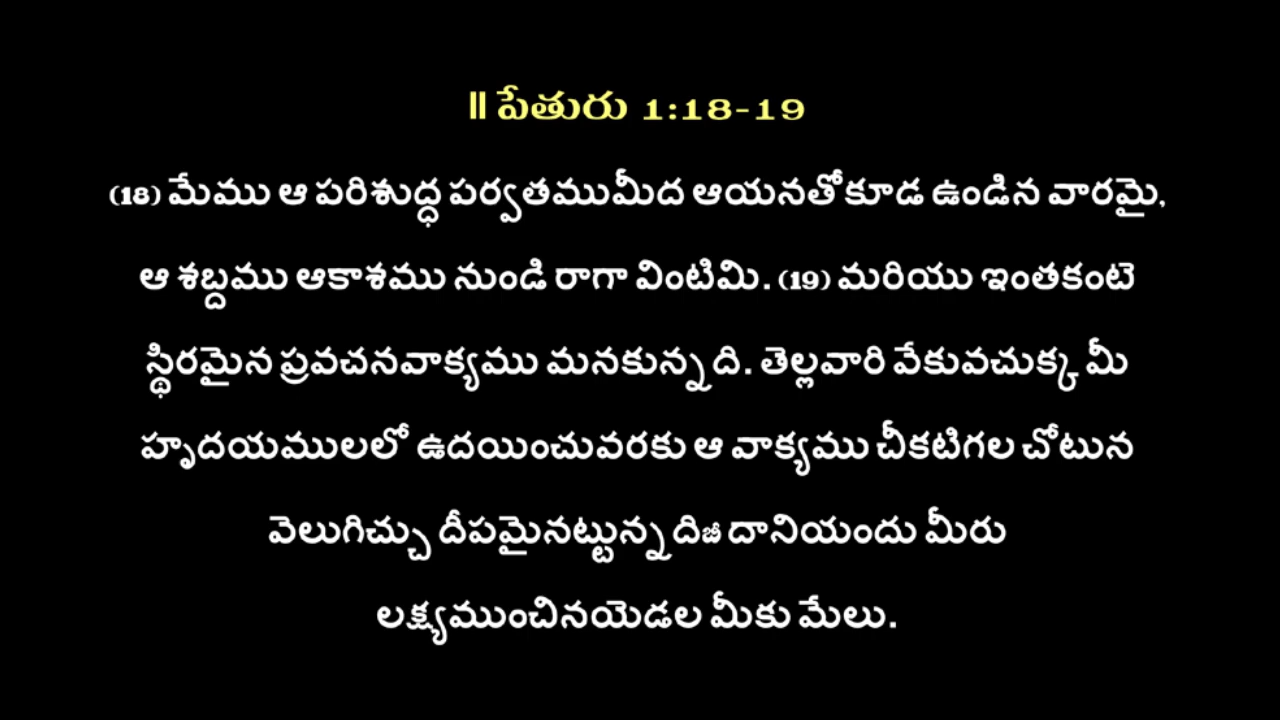 II పేతురు 1:18-19
(18) మేము ఆ పరిశుద్ధ పర్వతముమీద ఆయనతోకూడ ఉండిన వారమై,
ఆ శబ్దము ఆకాశము నుండి రాగా వింటిమి. (19) మరియు ఇంతకంటె
స్థిరమైన ప్రవచనవాక్యము మనకున్నది. తెల్లవారి వేకువచుక్క మీ
హృదయములలో ఉదయించువరకు ఆ వాక్యము చీకటిగల చోటున
వెలుగిచ్చు దీపమైనట్టున్నదిజీ దానియందు మీరు
లక్ష్యముంచినయెడల మీకు మేలు.